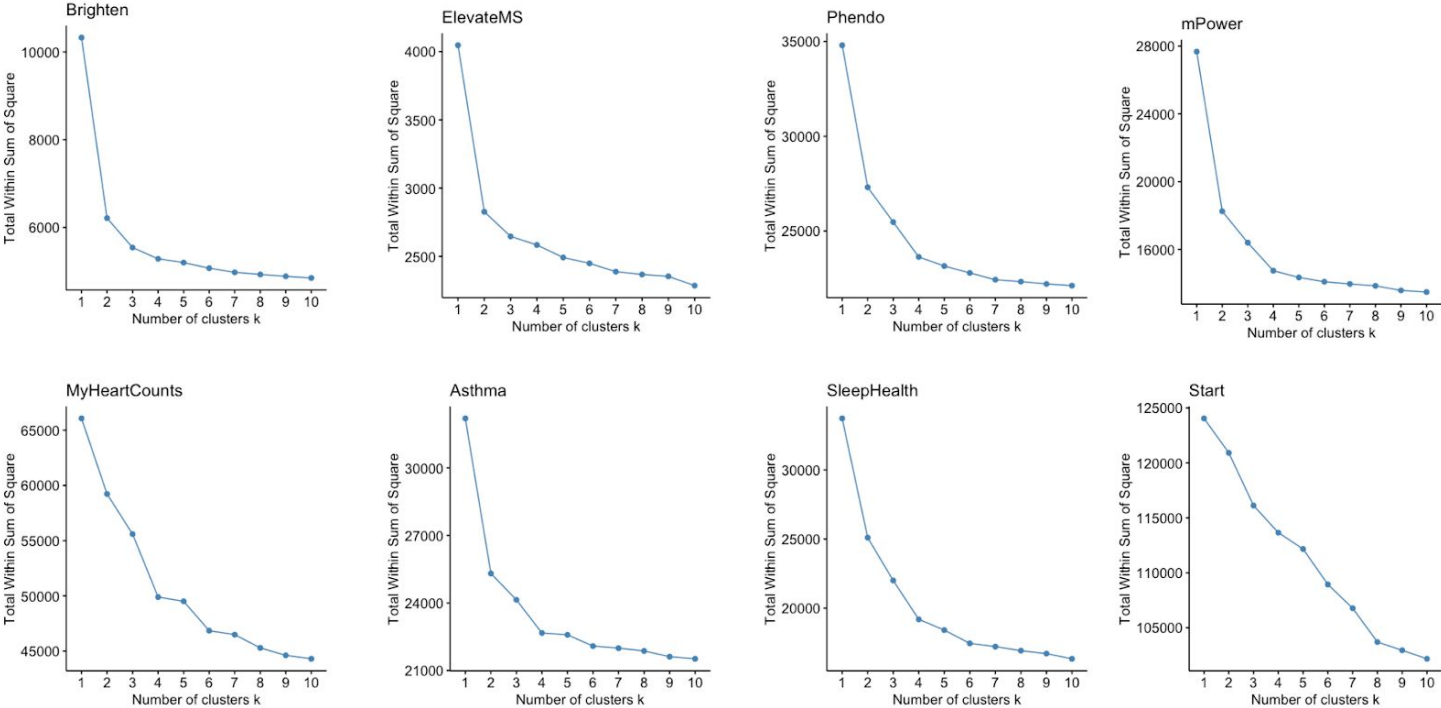 Brighten
Total Within Sum of Square
10000
8000
6000
1 2 3 4 5 6 7 8 9 10
Number of clusters k
ElevateMS
Total Within Sum of Square
4000
3500
3000
2500
1 2 3 4 5 6 7 8 9 10
Number of clusters k
Phendo
Total Within Sum of Square
35000
30000
25000
1 2 3 4 5 6 7 8 9 10
Number of clusters k
mPower
Total Within Sum of Square
28000
24000
20000
16000
1 2 3 4 5 6 7 8 9 10
Number of clusters k
MyHeartCounts
Total Within Sum of Square
65000
60000
55000
50000
45000
1 2 3 4 5 6 7 8 9 10
Number of clusters k
Asthma
Total Within Sum of Square
30000
27000
24000
21000
1 2 3 4 5 6 7 8 9 10
Number of clusters k
SleepHealth
Total Within Sum of Square
30000
25000
20000
1 2 3 4 5 6 7 8 9 10
Number of clusters k
Start
Total Within Sum of Square
125000
120000
115000
110000
105000
1 2 3 4 5 6 7 8 9 10
Number of clusters k